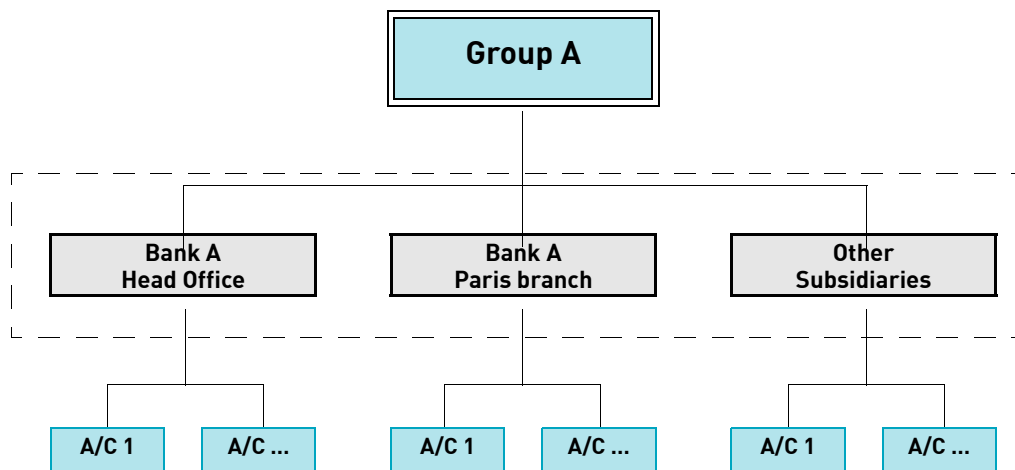 Group A
Bank A
Head Office
Bank A
Paris branch
Other
Subsidiaries
A/C 1
A/C ...
A/C 1
A/C ...
A/C 1
A/C ...